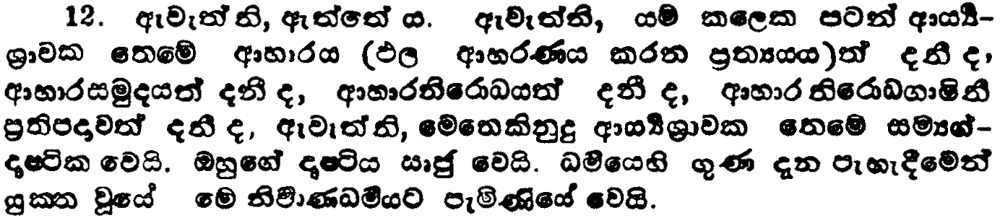 12. ඇවැත්නි, ඇත්තේ ය. ඇවැත්නි, යම් කලෙක පටන් ආර්‍ය්‍ය-
ශ්‍රාවක තෙමේ ආහාරය (ඵල ආහරණය කරන ප්‍රත්‍යයය)ත් දනී ද,
ආහාරසමුදයත් දනී ද, ආහාරනිරොධයත් දනී ද, ආහාර නිරොධගාමිනී
ප්‍රතිපදාවත් දනී ද, ඇවැත්නි, මෙතෙකිනුදු ආර්‍ය්‍යශ්‍රාවක තෙමේ සම්‍යග්-
දෘෂ්ටික වෙයි. ඔහුගේ දෘෂ්ටිය ඍජු වෙයි. ධර්‍මයෙහි ගුණ දැන පැහැදීමෙන්
යුක්ත වූයේ මෙ නිර්‍වාණධර්‍මයට පැමිණියේ වෙයි.